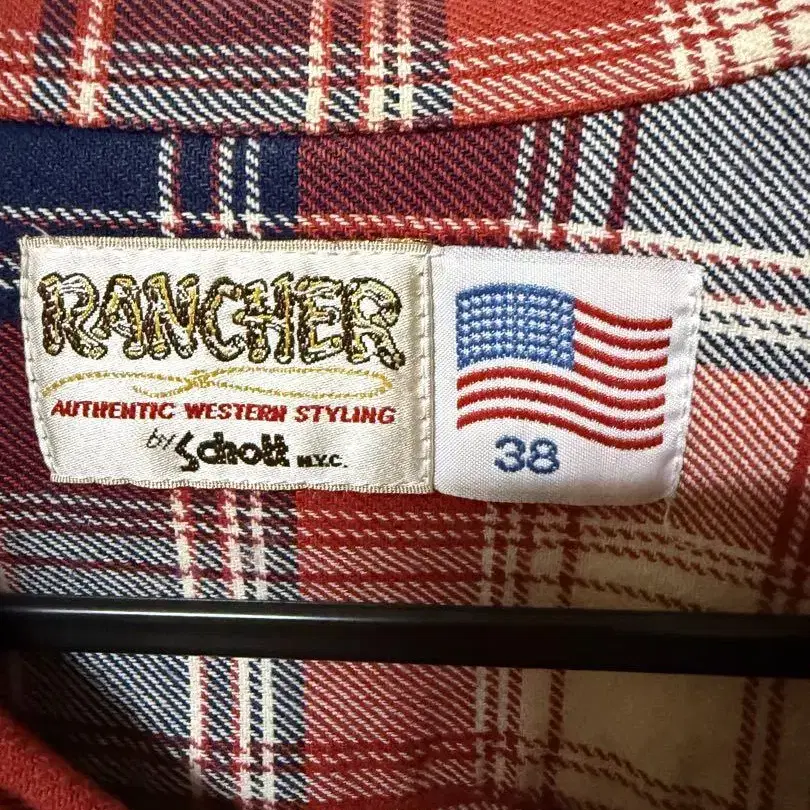 RANCHER
AUTHENTIC WESTERN STYLING
by Schott N.Y.C.
38